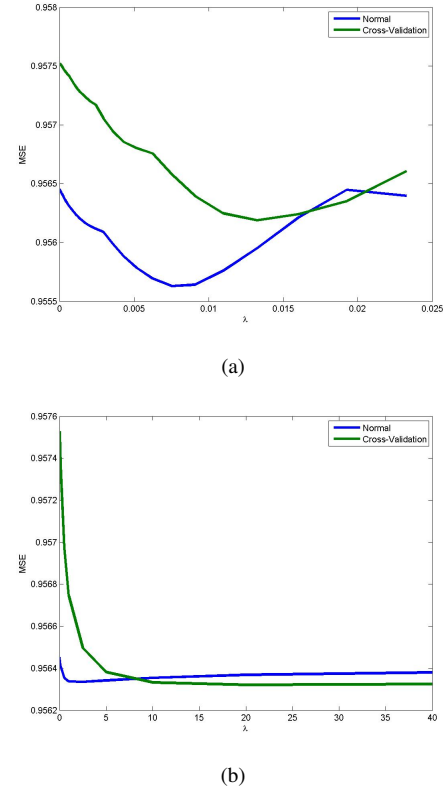 0.958
0.9575
0.957
0.9565
0.956
0.9555
MSE
0 0.005 0.01 0.015 0.02 0.025
λ
Normal
Cross-Validation
(a)
0.9576
0.9574
0.9572
0.957
0.9568
0.9566
0.9564
0.9562
MSE
0 5 10 15 20 25 30 35 40
λ
Normal
Cross-Validation
(b)